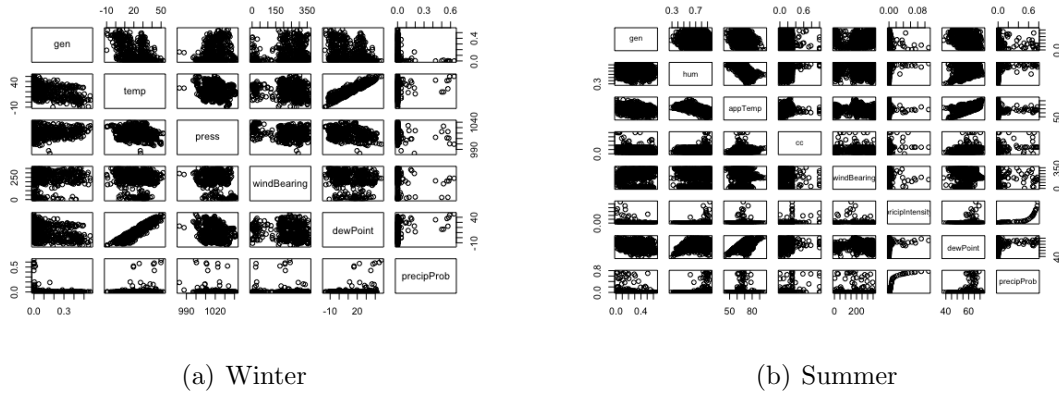 -10 10 30 50 0 150 350 0.0 0.3 0.6
gen
0.0 0.4
-10 40
temp
press
990 1040
0 250
windBearing
dewPoint
-10 40
0.0 0.5
precipProb
0.0 0.3 990 1020 -10 20
(a) Winter
0.3 0.7 0.0 0.6 0.00 0.08 0.0 0.6
gen
0.0
0.3
hum
appTemp
50
0.0
cc
windBearing
0 350
0.00
dewPoint
40
0.0 0.8
precipProb
0.0 0.4 50 80 0 200 40 60
(b) Summer